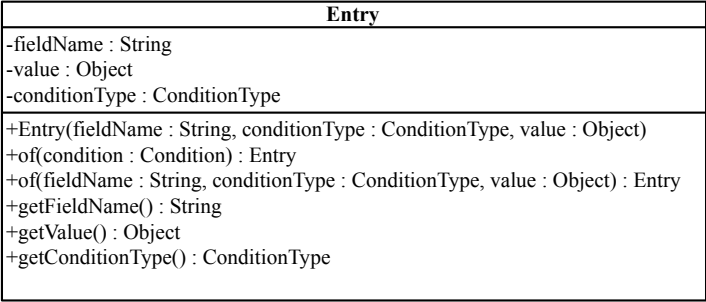 Entry
-fieldName : String
-value : Object
-conditionType : ConditionType
+Entry(fieldName : String, conditionType : ConditionType, value : Object)
+of(condition : Condition) : Entry
+of(fieldName : String, conditionType : ConditionType, value : Object) : Entry
+getFieldName() : String
+getValue() : Object
+getConditionType() : ConditionType